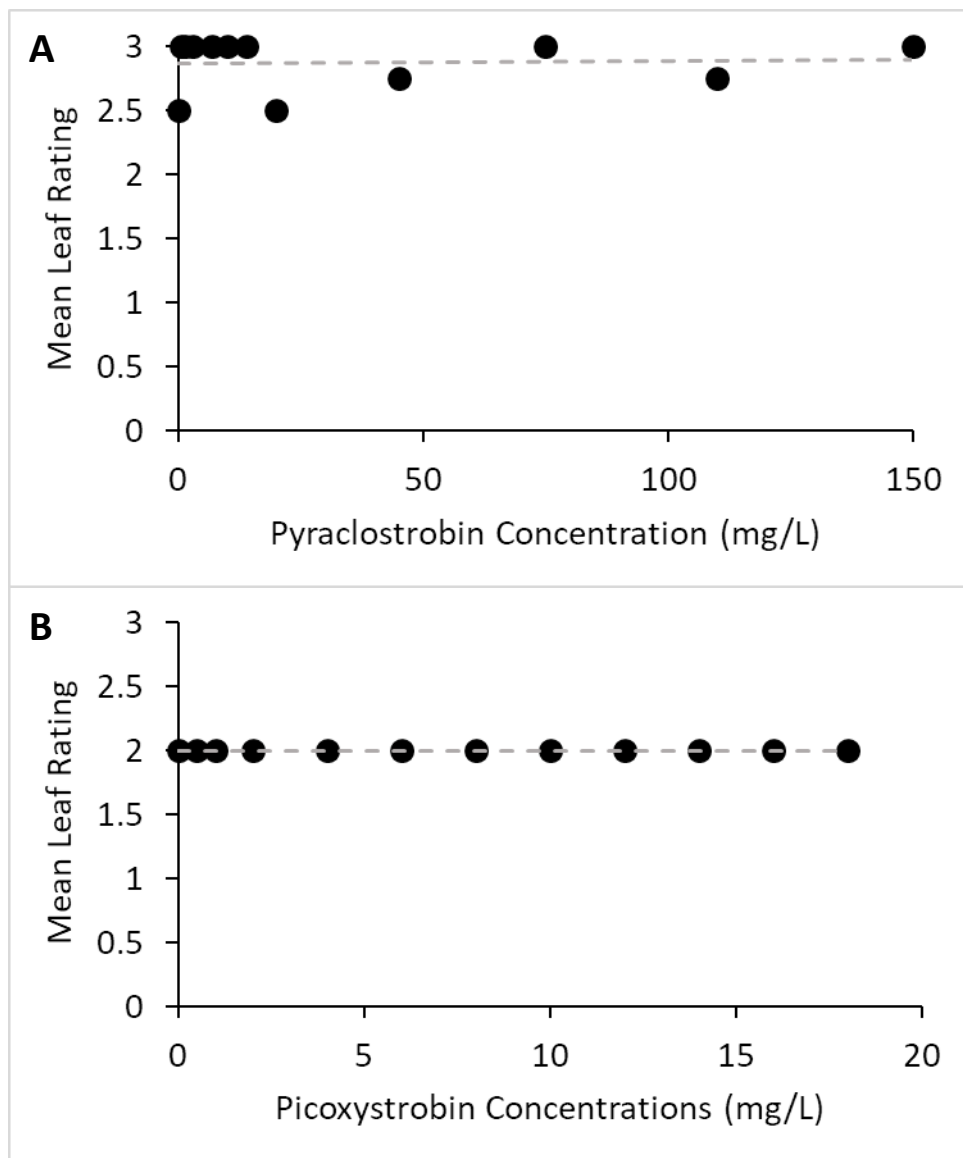 A
3
2.5
2
1.5
1
0.5
0
Mean Leaf Rating
0 50 100 150
Pyraclostrobin Concentration (mg/L)
B
3
2.5
2
1.5
1
0.5
0
Mean Leaf Rating
0 5 10 15 20
Picoxystrobin Concentrations (mg/L)